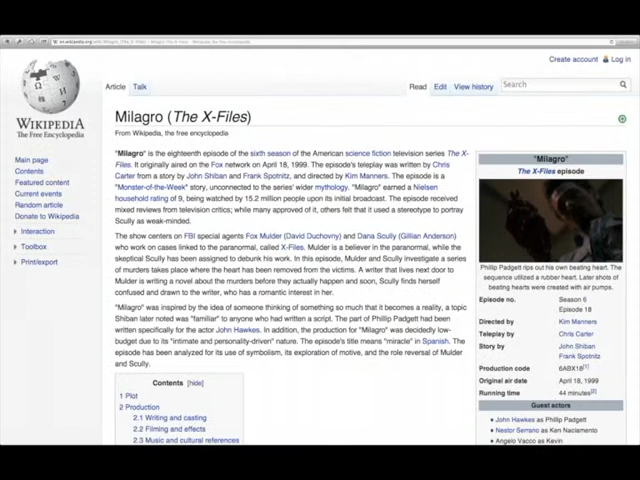 Create account Log in
WIKIPEDIA
The Free Encyclopedia
Article Talk
Read Edit View history Search
Milagro (The X-Files)
From Wikipedia, the free encyclopedia
Main page
Contents
Featured content
Current events
Random article
Donate to Wikipedia
Interaction
Toolbox
Print/export
"Milagro" is the eighteenth episode of the sixth season of the American science fiction television series The X-
Files. It originally aired on the Fox network on April 18, 1999. The episode's teleplay was written by Chris
Carter from a story by John Shiban and Frank Spotnitz, and directed by Kim Manners. The episode is a
"Monster-of-the-Week" story, unconnected to the series' wider mythology. "Milagro" earned a Nielsen
household rating of 9, being watched by 15.2 million people upon its initial broadcast. The episode received
mixed reviews from television critics; while many approved of it, others felt that it used a stereotype to portray
Scully as weak-minded.
The show centers on FBI special agents Fox Mulder (David Duchovny) and Dana Scully (Gillian Anderson)
who work on cases linked to the paranormal, called X-Files. Mulder is a believer in the paranormal, while the
skeptical Scully has been assigned to debunk his work. In this episode, Mulder and Scully investigate a series
of murders takes place where the heart has been removed from the victims. A writer that lives next door to
Mulder is writing a novel about the murders before they actually happen and soon, Scully finds herself
confused and drawn to the writer, who has a romantic interest in her.
"Milagro" was inspired by the idea of someone thinking of something so much that it becomes a reality, a topic
Shiban later noted was "familiar" to anyone who had written a script. The part of Phillip Padgett had been
written specifically for the actor John Hawkes. In addition, the production for "Milagro" was decidedly low-
budget due to its "intimate and personality-driven" nature. The episode's title means "miracle" in Spanish. The
episode has been analyzed for its use of symbolism, its exploration of motive, and the role reversal of Mulder
and Scully.
Contents [hide]
1 Plot
2 Production
2.1 Writing and casting
2.2 Filming and effects
2.3 Music and cultural references
"Milagro"
The X-Files episode
Phillip Padgett rips out his own beating heart. The
sequence utilized a rubber heart. Later shots of
beating hearts were created with air pumps.
Episode no. Season 6
Episode 18
Directed by Kim Manners
Teleplay by Chris Carter
Story by John Shiban
Frank Spotnitz
Production code 6ABX18[1]
Original air date April 18, 1999
Running time 44 minutes[2]
Guest actors
John Hawkes as Phillip Padgett
Nestor Serrano as Ken Naciamento
Angelo Vacco as Kevin